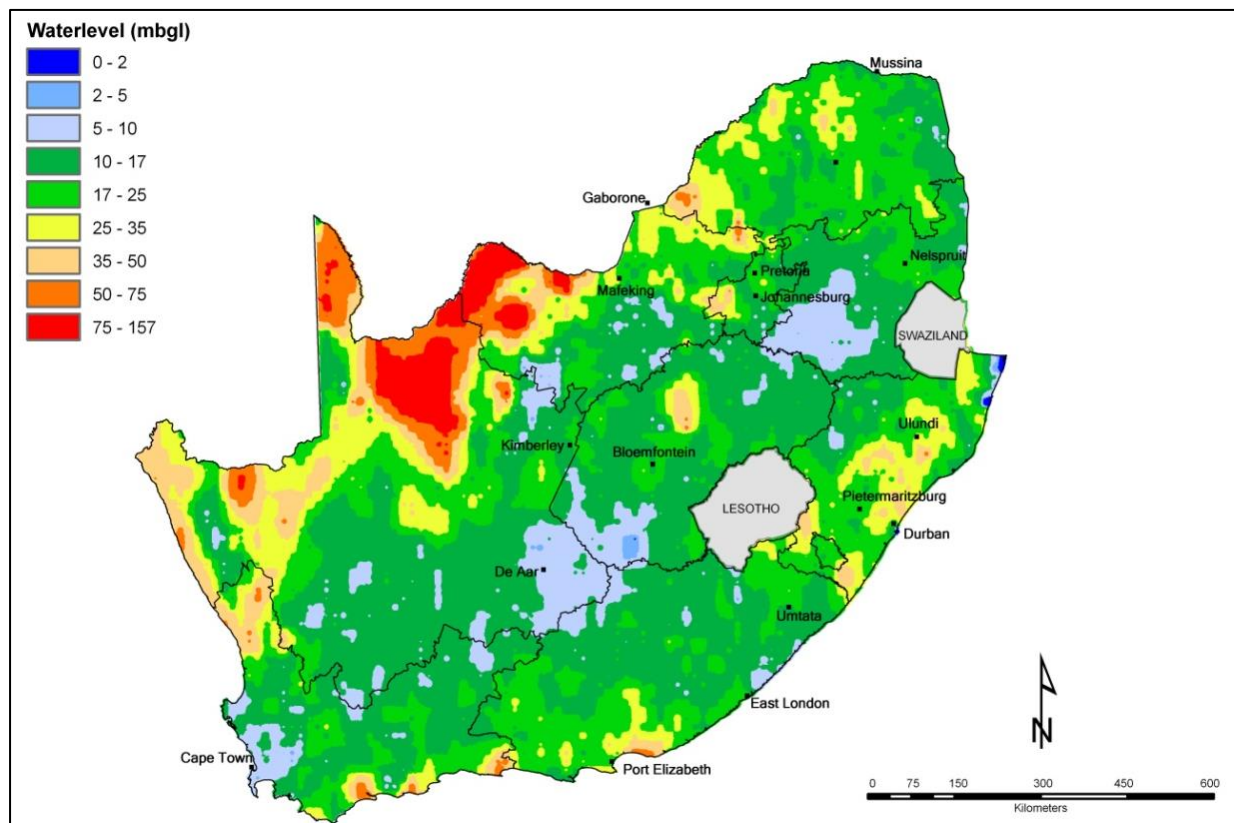 Waterlevel (mbgl)
0 - 2
2 - 5
5 - 10
10 - 17
17 - 25
25 - 35
35 - 50
50 - 75
75 - 157
Mussina
Gaborone
Nelspruit
Pretoria
Mafeking
Johannesburg
SWAZILAND
Ulundi
Kimberley
Bloemfontein
Pietermaritzburg
LESOTHO
Durban
De Aar
Umtata
East London
N
Cape Town
Port Elizabeth
0 75 150 300 450 600
Kilometers